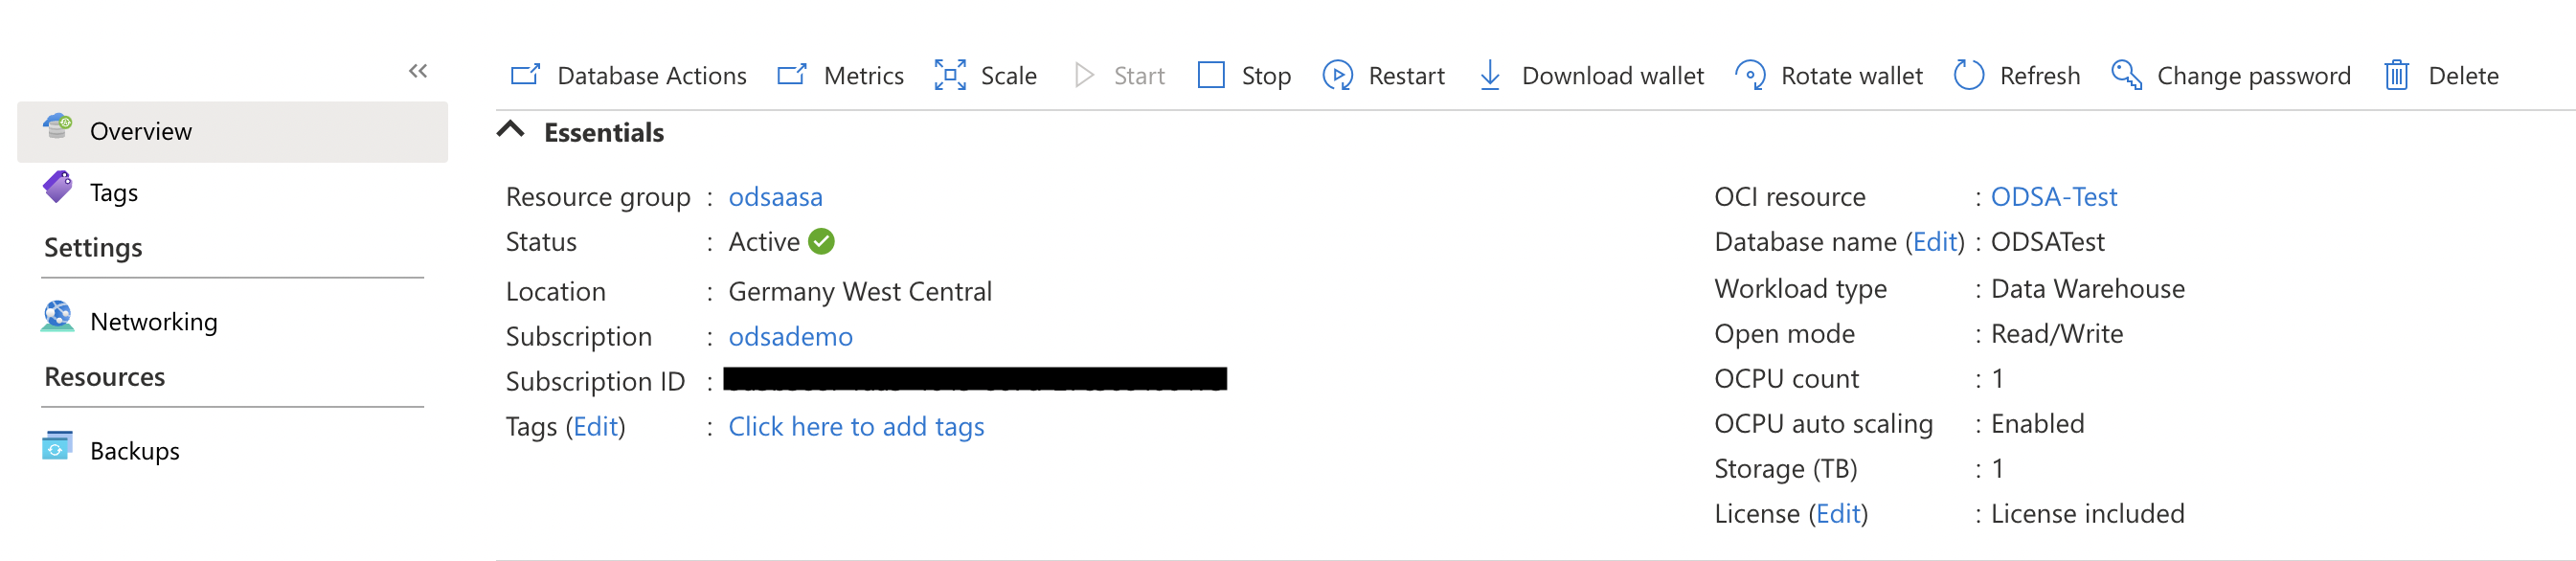 Database Actions Metrics Scale Start Stop Restart Download wallet Rotate wallet Refresh Change password Delete
Overview
Tags
Settings
Networking
Resources
Backups
Essentials
Resource group : odsaasa
Status : Active
Location : Germany West Central
Subscription : odsademo
Subscription ID :
Tags (Edit) : Click here to add tags
OCI resource : ODSA-Test
Database name (Edit) : ODSATest
Workload type : Data Warehouse
Open mode : Read/Write
OCPU count : 1
OCPU auto scaling : Enabled
Storage (TB) : 1
License (Edit) : License included